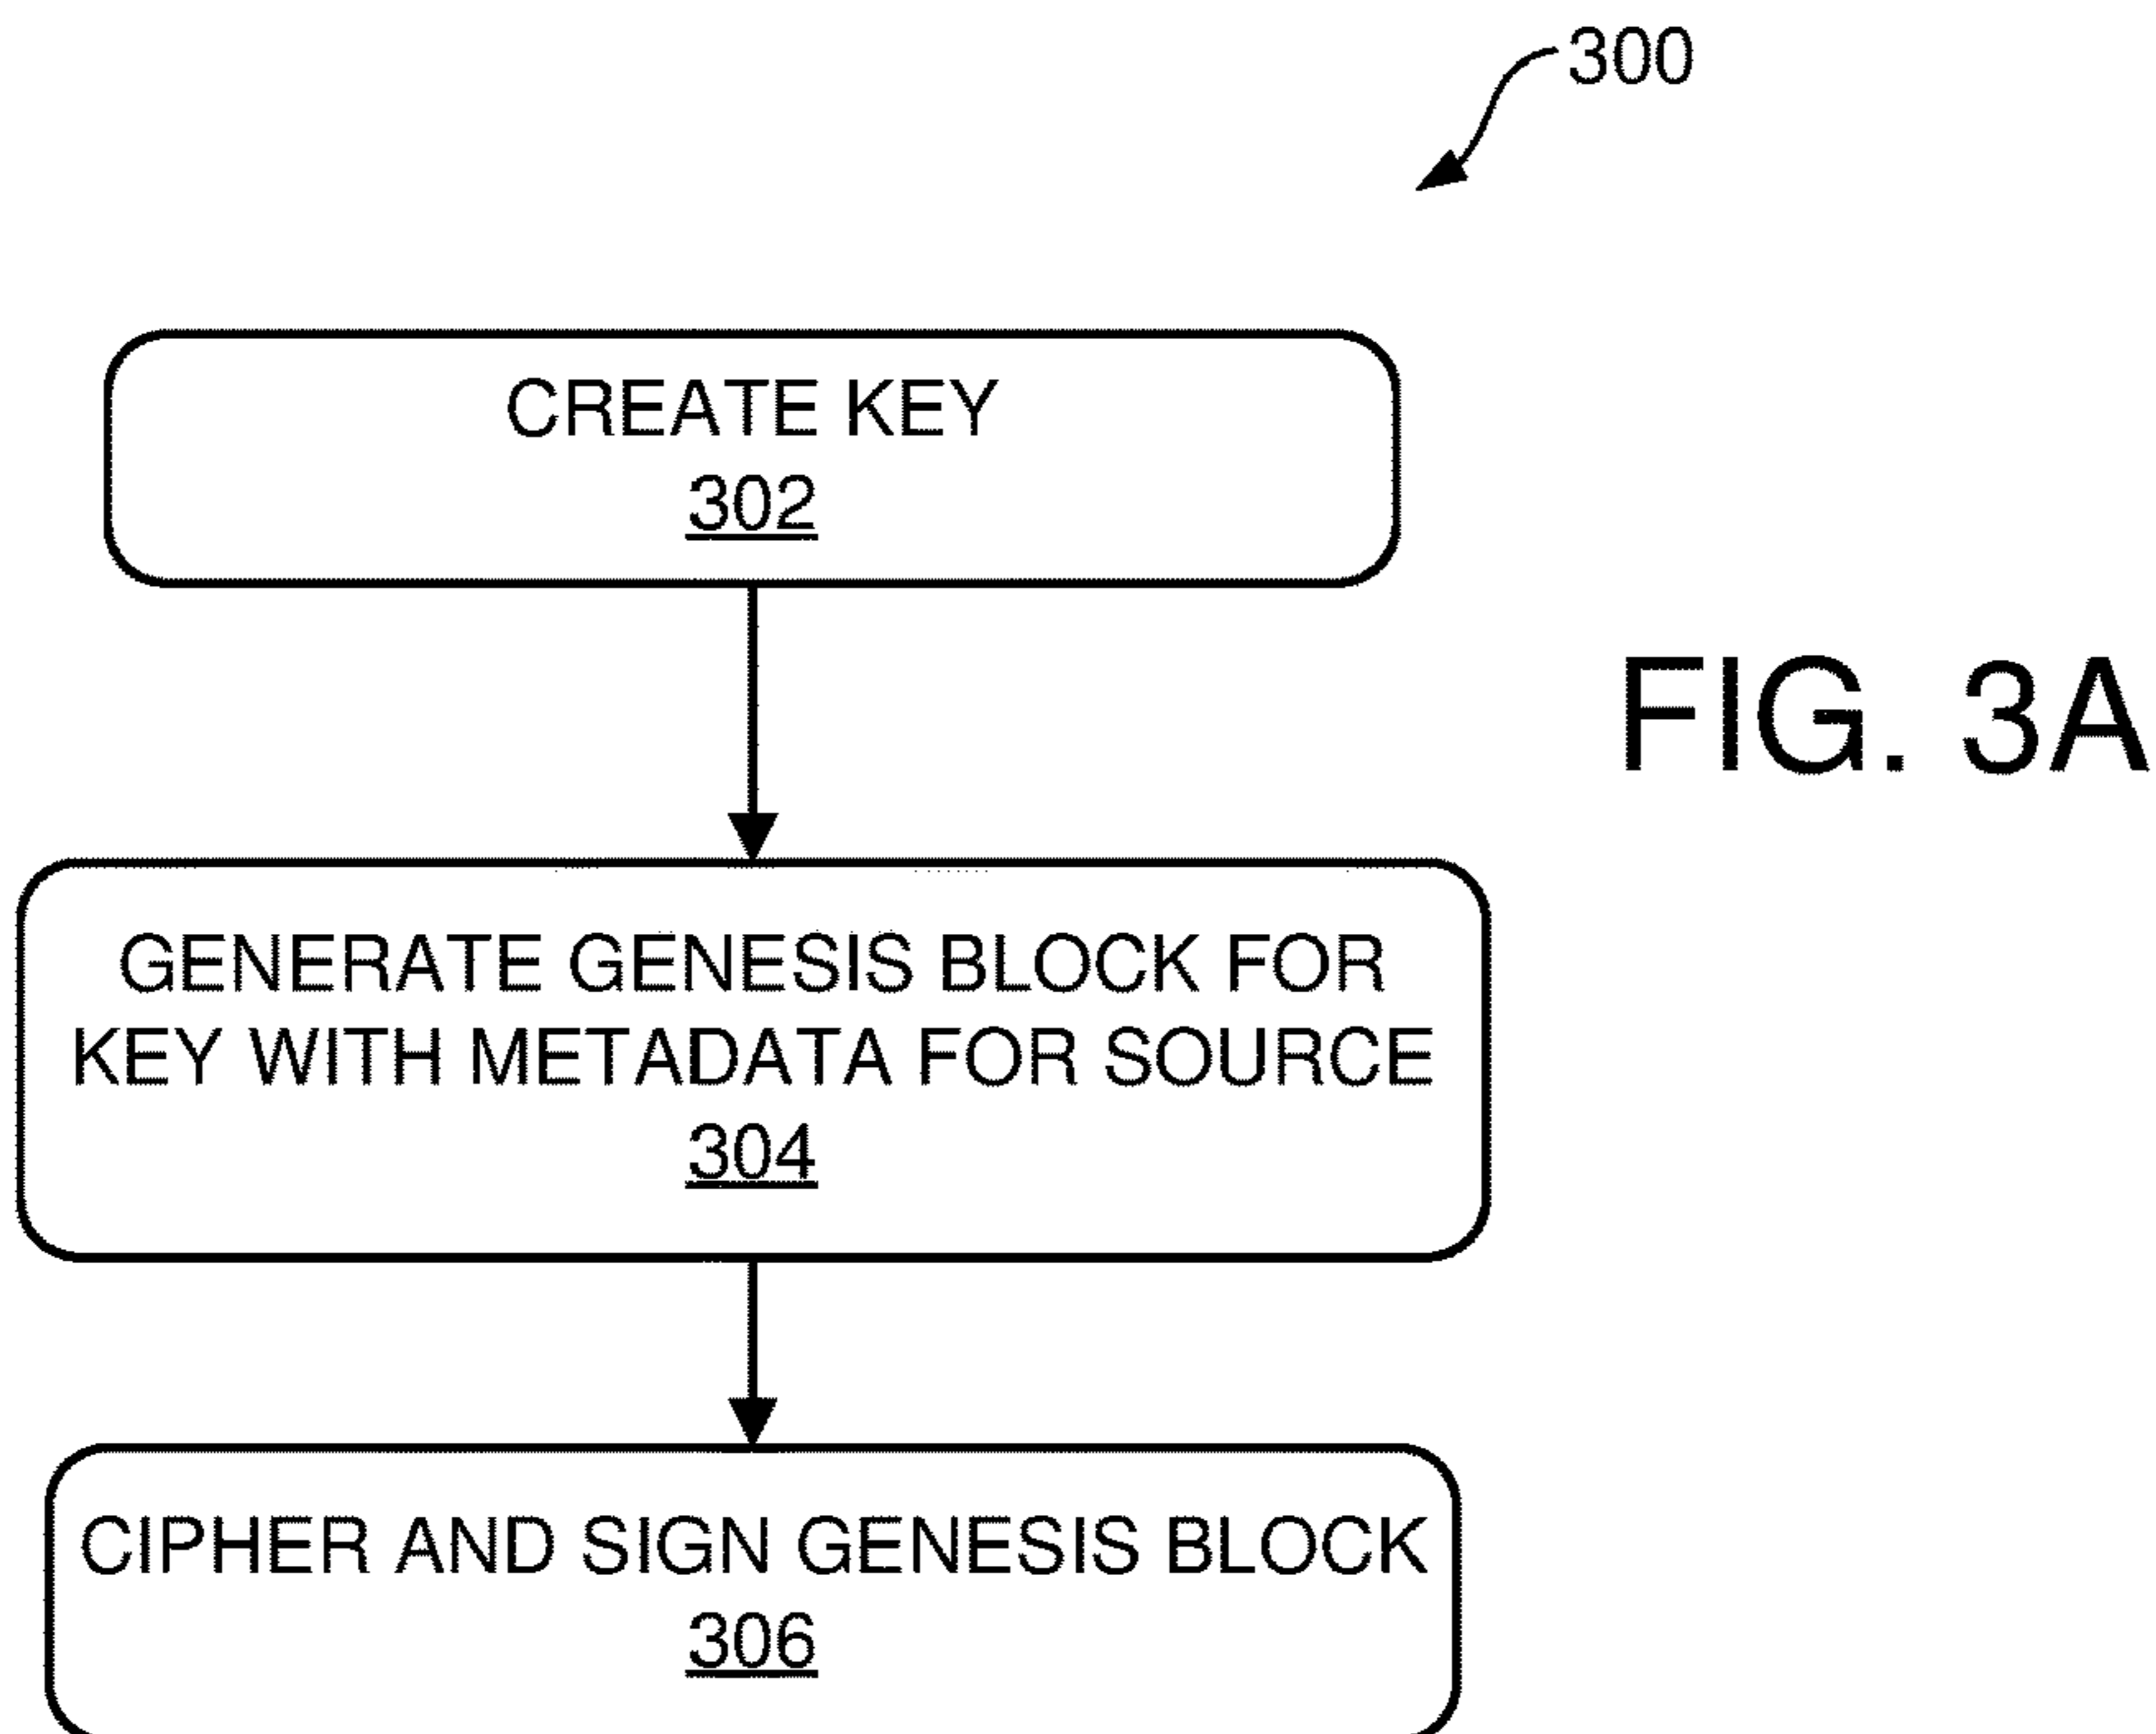 300
CREATE KEY
302
FIG. 3A
GENERATE GENESIS BLOCK FOR
KEY WITH METADATA FOR SOURCE
304
CIPHER AND SIGN GENESIS BLOCK
306